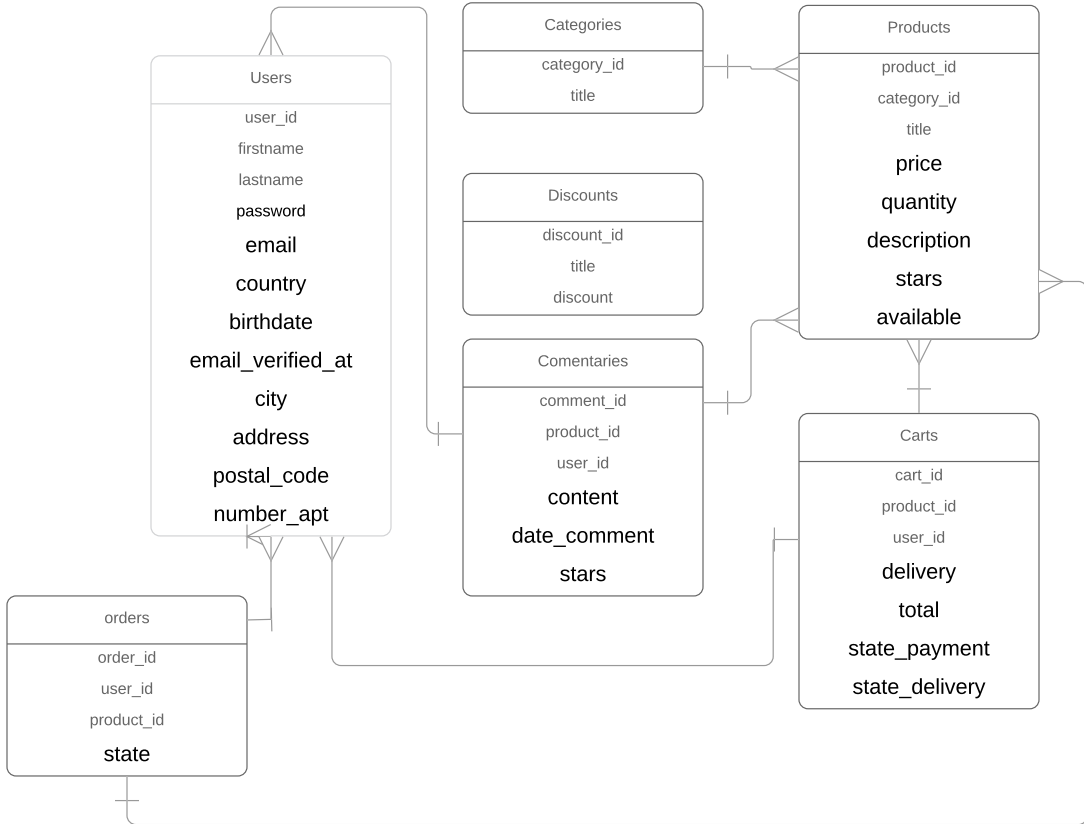 Users
user_id
firstname
lastname
password
email
country
birthdate
email_verified_at
city
address
postal_code
number_apt
orders
order_id
user_id
product_id
state
Categories
category_id
title
Discounts
discount_id
title
discount
Comentaries
comment_id
product_id
user_id
content
date_comment
stars
Products
product_id
category_id
title
price
quantity
description
stars
available
Carts
cart_id
product_id
user_id
delivery
total
state_payment
state_delivery